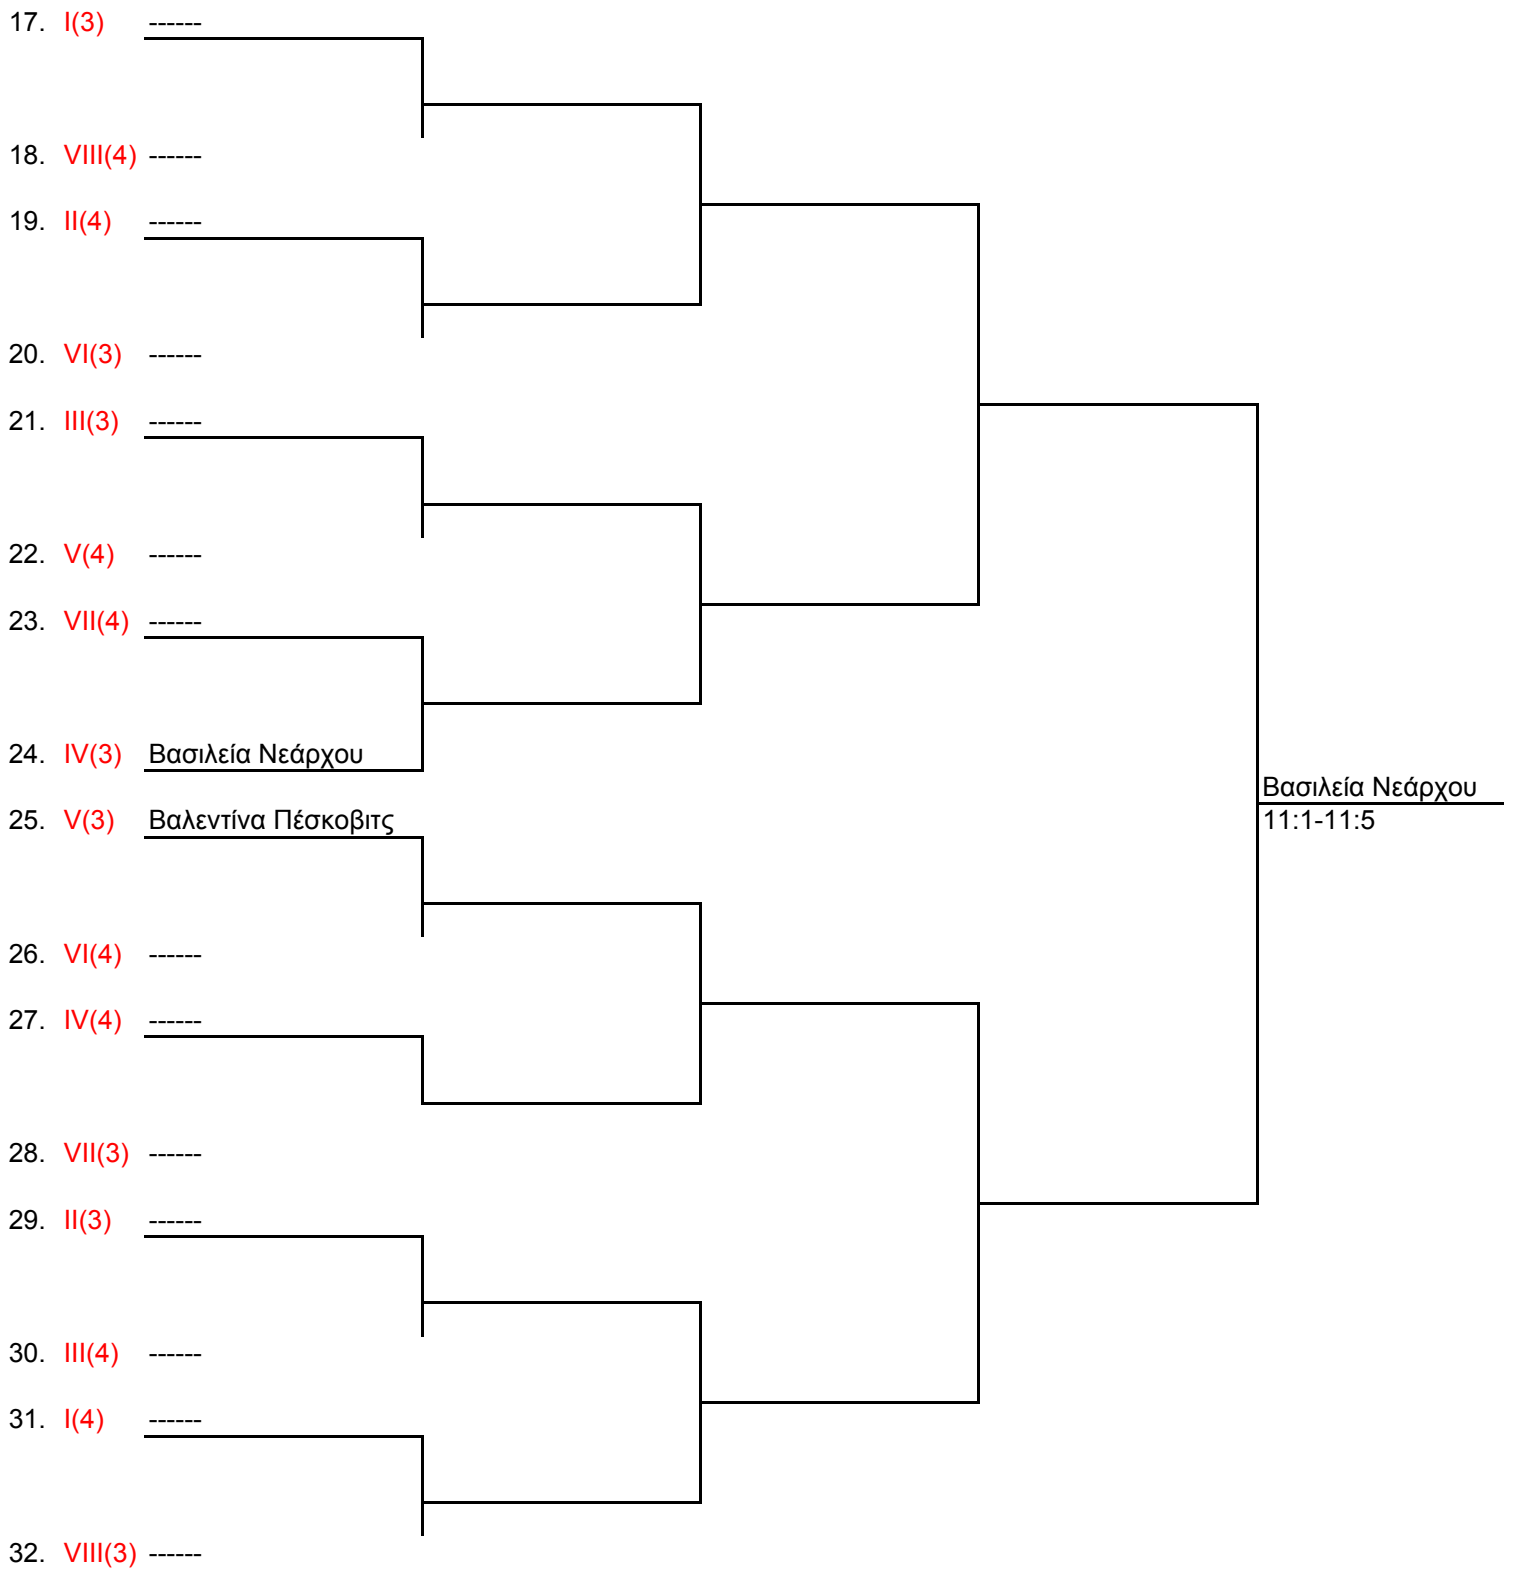 17. I(3) ------
18. VIII(4) ------
19. II(4) ------
20. VI(3) ------
21. III(3) ------
22. V(4) ------
23. VII(4) ------
24. IV(3) Βασιλεία Νεάρχου
Βασιλεία Νεάρχου
25. V(3) Βαλεντίνα Πέσκοβιτς
11:1-11:5
26. VI(4) ------
27. IV(4) ------
28. VII(3) ------
29. II(3) ------
30. III(4) ------
31. I(4) ------
32. VIII(3) ------